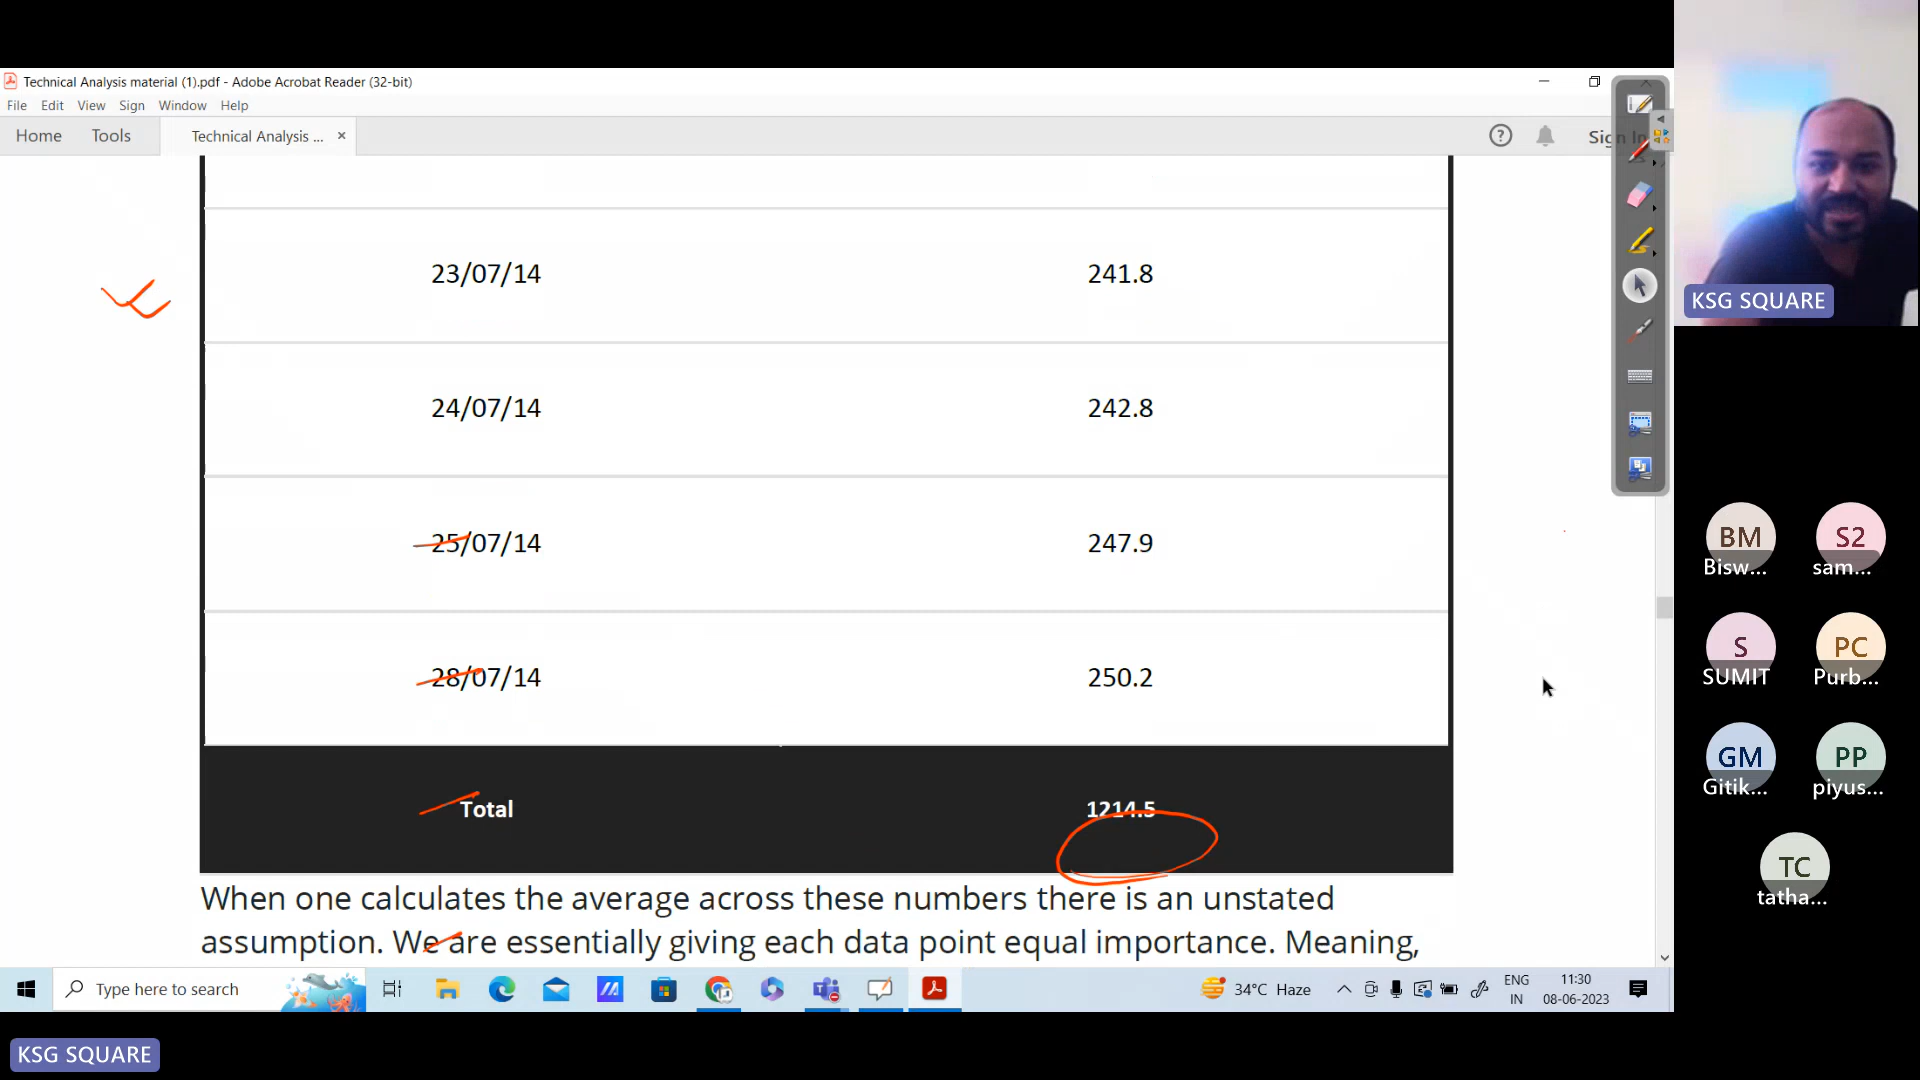 Technical Analysis material (1).pdf - Adobe Acrobat Reader (32-bit)
File Edit View Sign Window Help
Home Tools Technical Analysis ... × Sign In
23/07/14 241.8
KSG SQUARE
24/07/14 242.8
25/07/14 247.9
BM S2
Bisw... sam...
28/07/14 250.2
S PC
SUMIT Purb...
GM PP
Gitik... piyus...
Total 1214.5
TC
tatha...
When one calculates the average across these numbers there is an unstated
assumption. We are essentially giving each data point equal importance. Meaning,
Type here to search 34°C Haze ENG IN 11:30 08-06-2023
KSG SQUARE